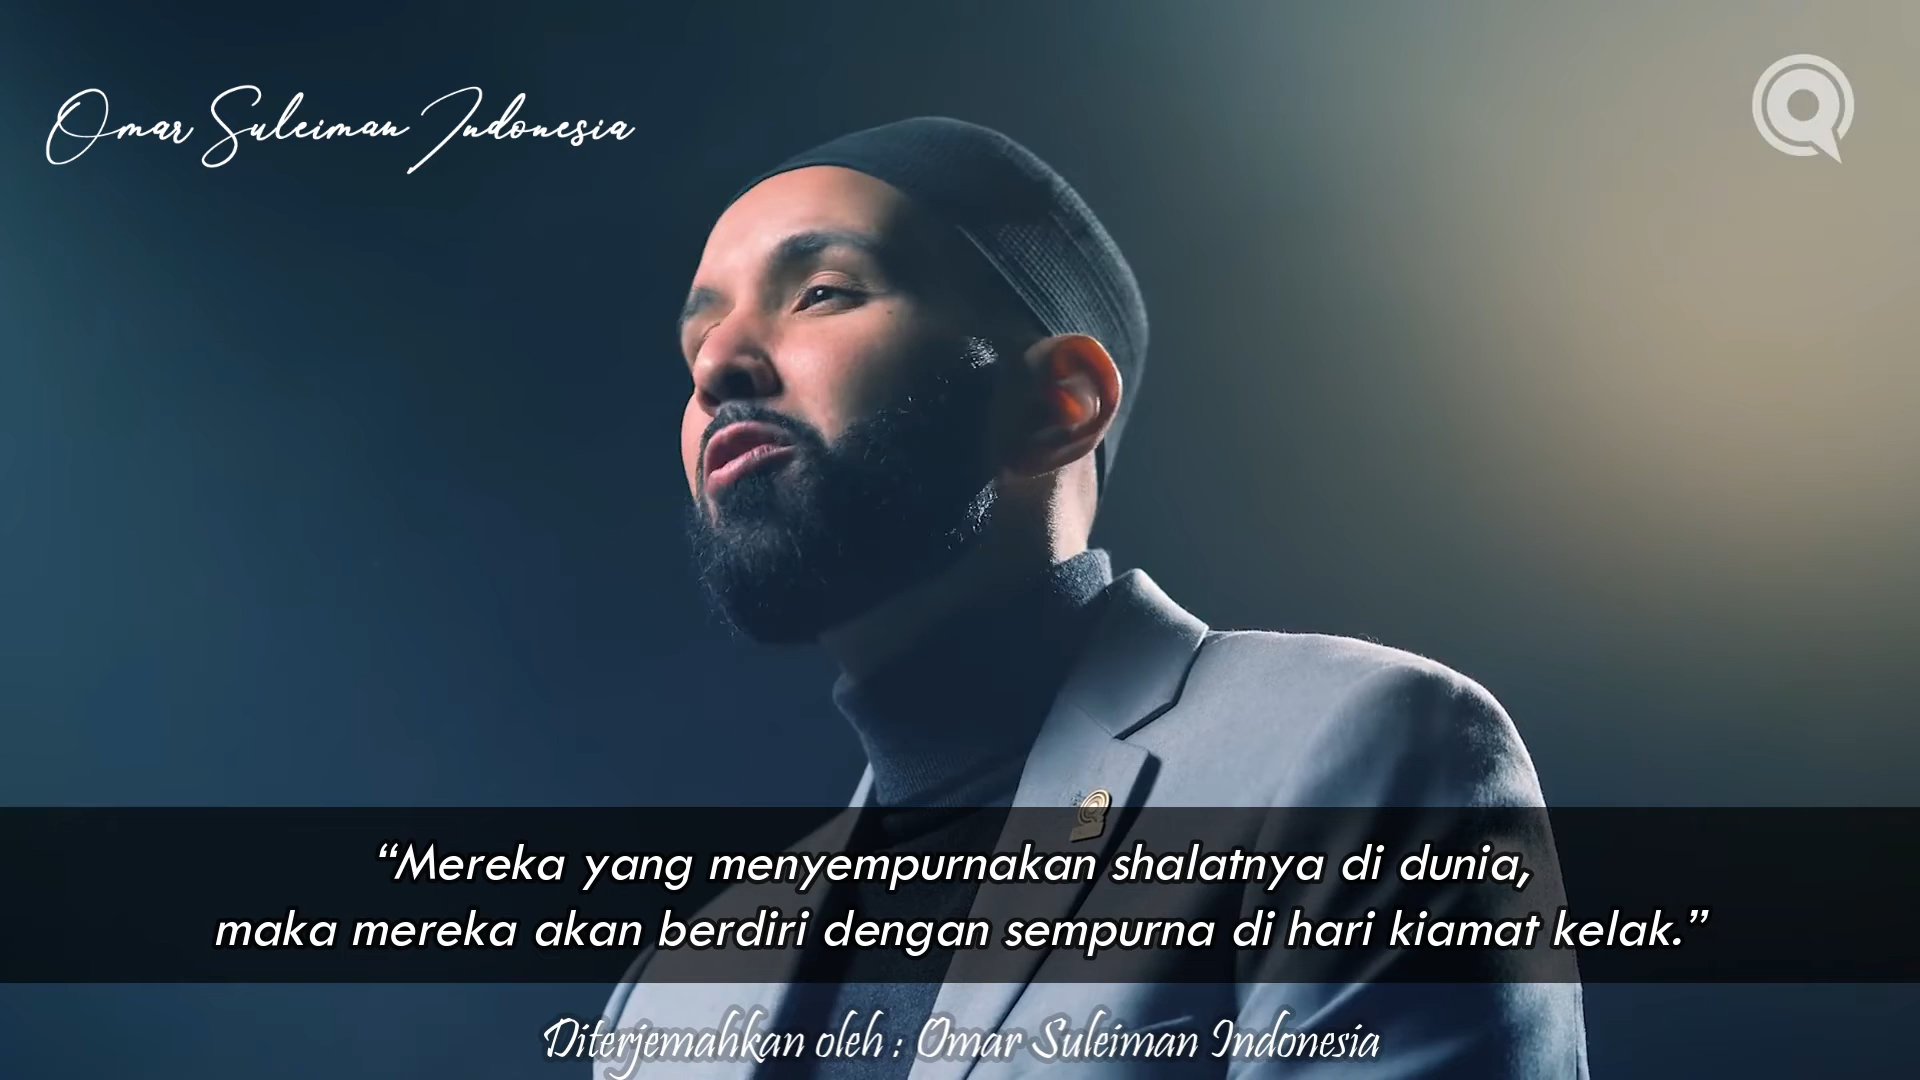 Omar Suleiman Indonesia
“Mereka yang menyempurnakan shalatnya di dunia,
maka mereka akan berdiri dengan sempurna di hari kiamat kelak.”
Diterjemahkan oleh : Omar Suleiman Indonesia